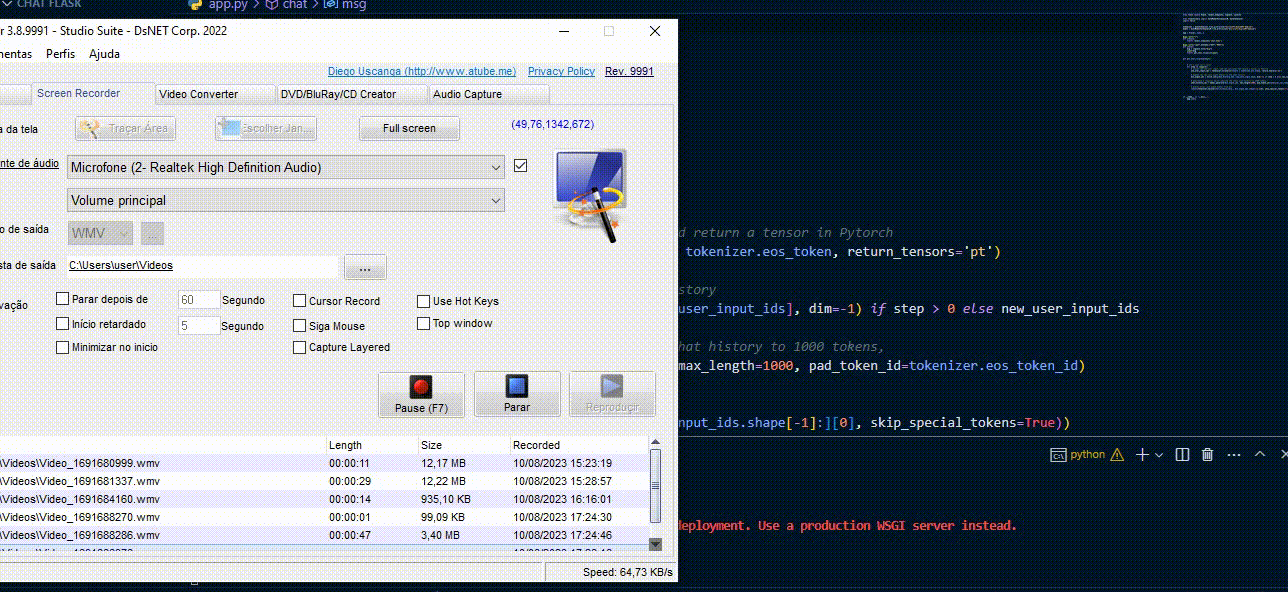 CHAT FLASK
app.py > chat > msg
r 3.8.9991 - Studio Suite - DsNET Corp. 2022
mentas Perfis Ajuda
Diego Uscanga (http://www.atube.me) Privacy Policy Rev. 9991
Screen Recorder Video Converter DVD/BluRay/CD Creator Audio Capture
a da tela Traçar Área Escolher Jan... Full screen (49,76,1342,672)
nte de áudio Microfone (2- Realtek High Definition Audio)
Volume principal
o de saída WMV ...
sta de saída C:\Users\user\Videos ...
vação Parar depois de 60 Segundo Cursor Record Use Hot Keys
Início retardado 5 Segundo Siga Mouse Top window
Minimizar no inicio Capture Layered
Pause (F7) Parar Reproduçir
Length Size Recorded
\Videos\Video_1691680999.wmv 00:00:11 12,17 MB 10/08/2023 15:23:19
\Videos\Video_1691681337.wmv 00:00:29 12,22 MB 10/08/2023 15:28:57
\Videos\Video_1691684160.wmv 00:00:14 935,10 KB 10/08/2023 16:16:01
\Videos\Video_1691688270.wmv 00:00:01 99,09 KB 10/08/2023 17:24:30
\Videos\Video_1691688286.wmv 00:00:47 3,40 MB 10/08/2023 17:24:46
Speed: 64,73 KB/s
d return a tensor in Pytorch
tokenizer.eos_token, return_tensors='pt')
story
user_input_ids], dim=-1) if step > 0 else new_user_input_ids
hat history to 1000 tokens,
max_length=1000, pad_token_id=tokenizer.eos_token_id)
nput_ids.shape[-1]:][0], skip_special_tokens=True))
python
deployment. Use a production WSGI server instead.